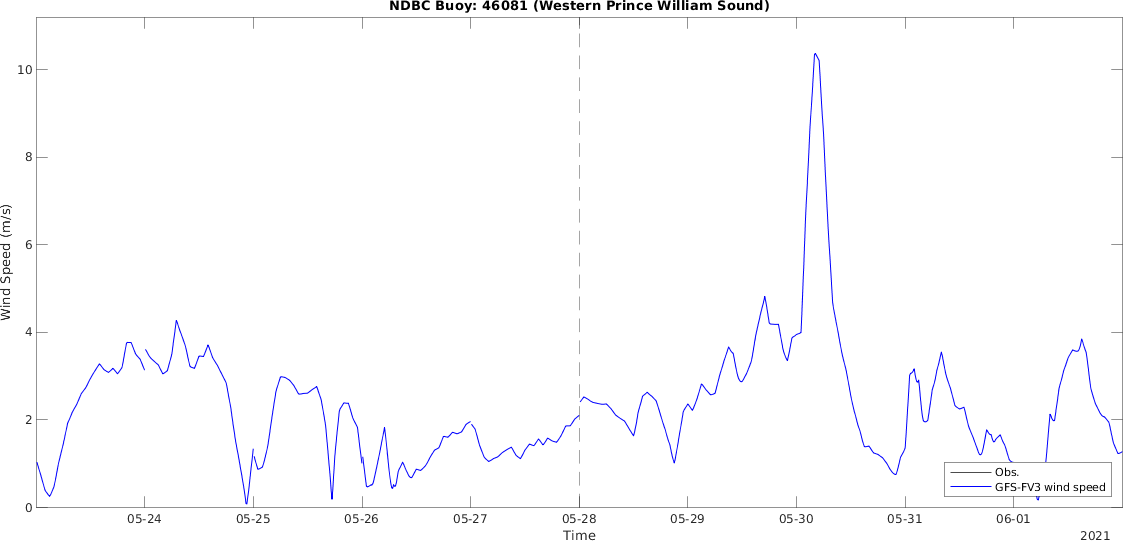 NDBC Buoy: 46081 (Western Prince William Sound)
10
8
6
4
2
0
Wind Speed (m/s)
Obs.
GFS-FV3 wind speed
05-24 05-25 05-26 05-27 05-28 05-29 05-30 05-31 06-01
Time
2021